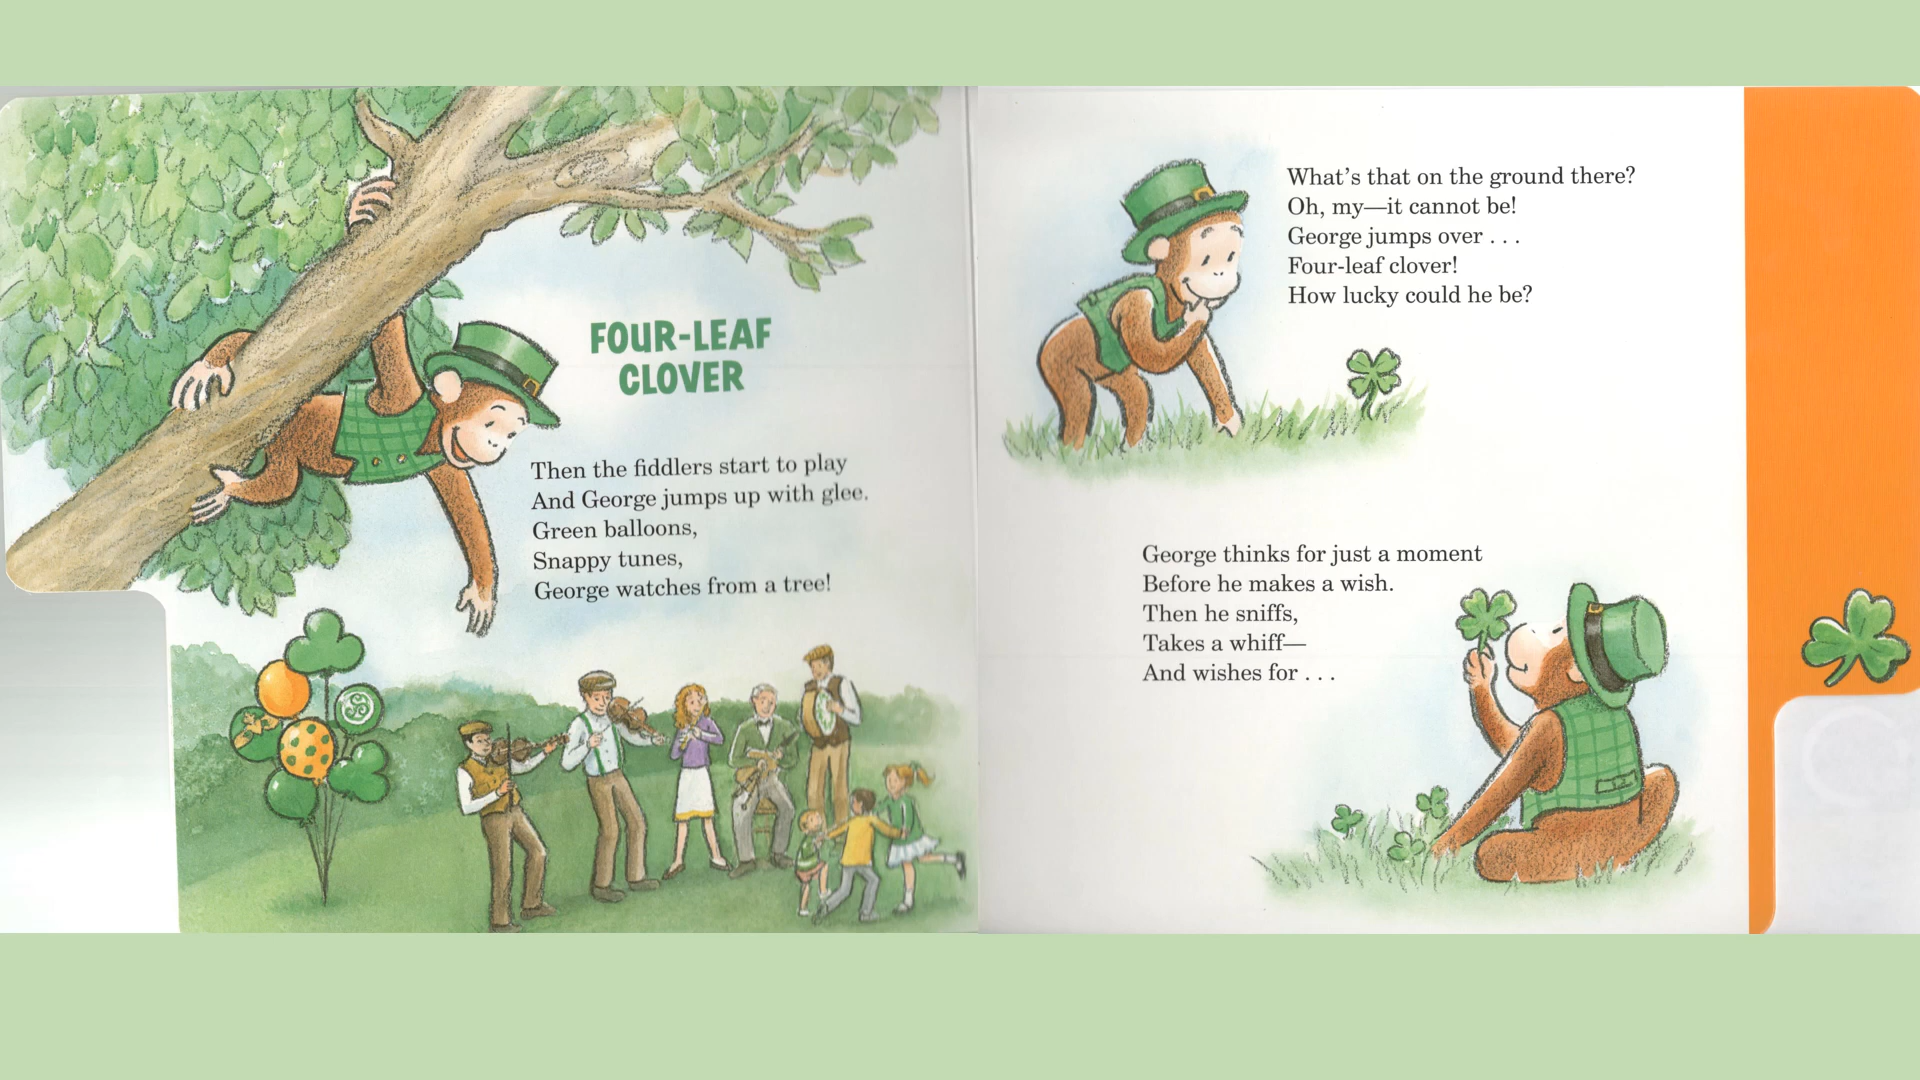 FOUR-LEAF
CLOVER
Then the fiddlers start to play
And George jumps up with glee.
Green balloons,
Snappy tunes,
George watches from a tree!
What's that on the ground there?
Oh, my—it cannot be!
George jumps over . . .
Four-leaf clover!
How lucky could he be?
George thinks for just a moment
Before he makes a wish.
Then he sniffs,
Takes a whiff—
And wishes for . . .